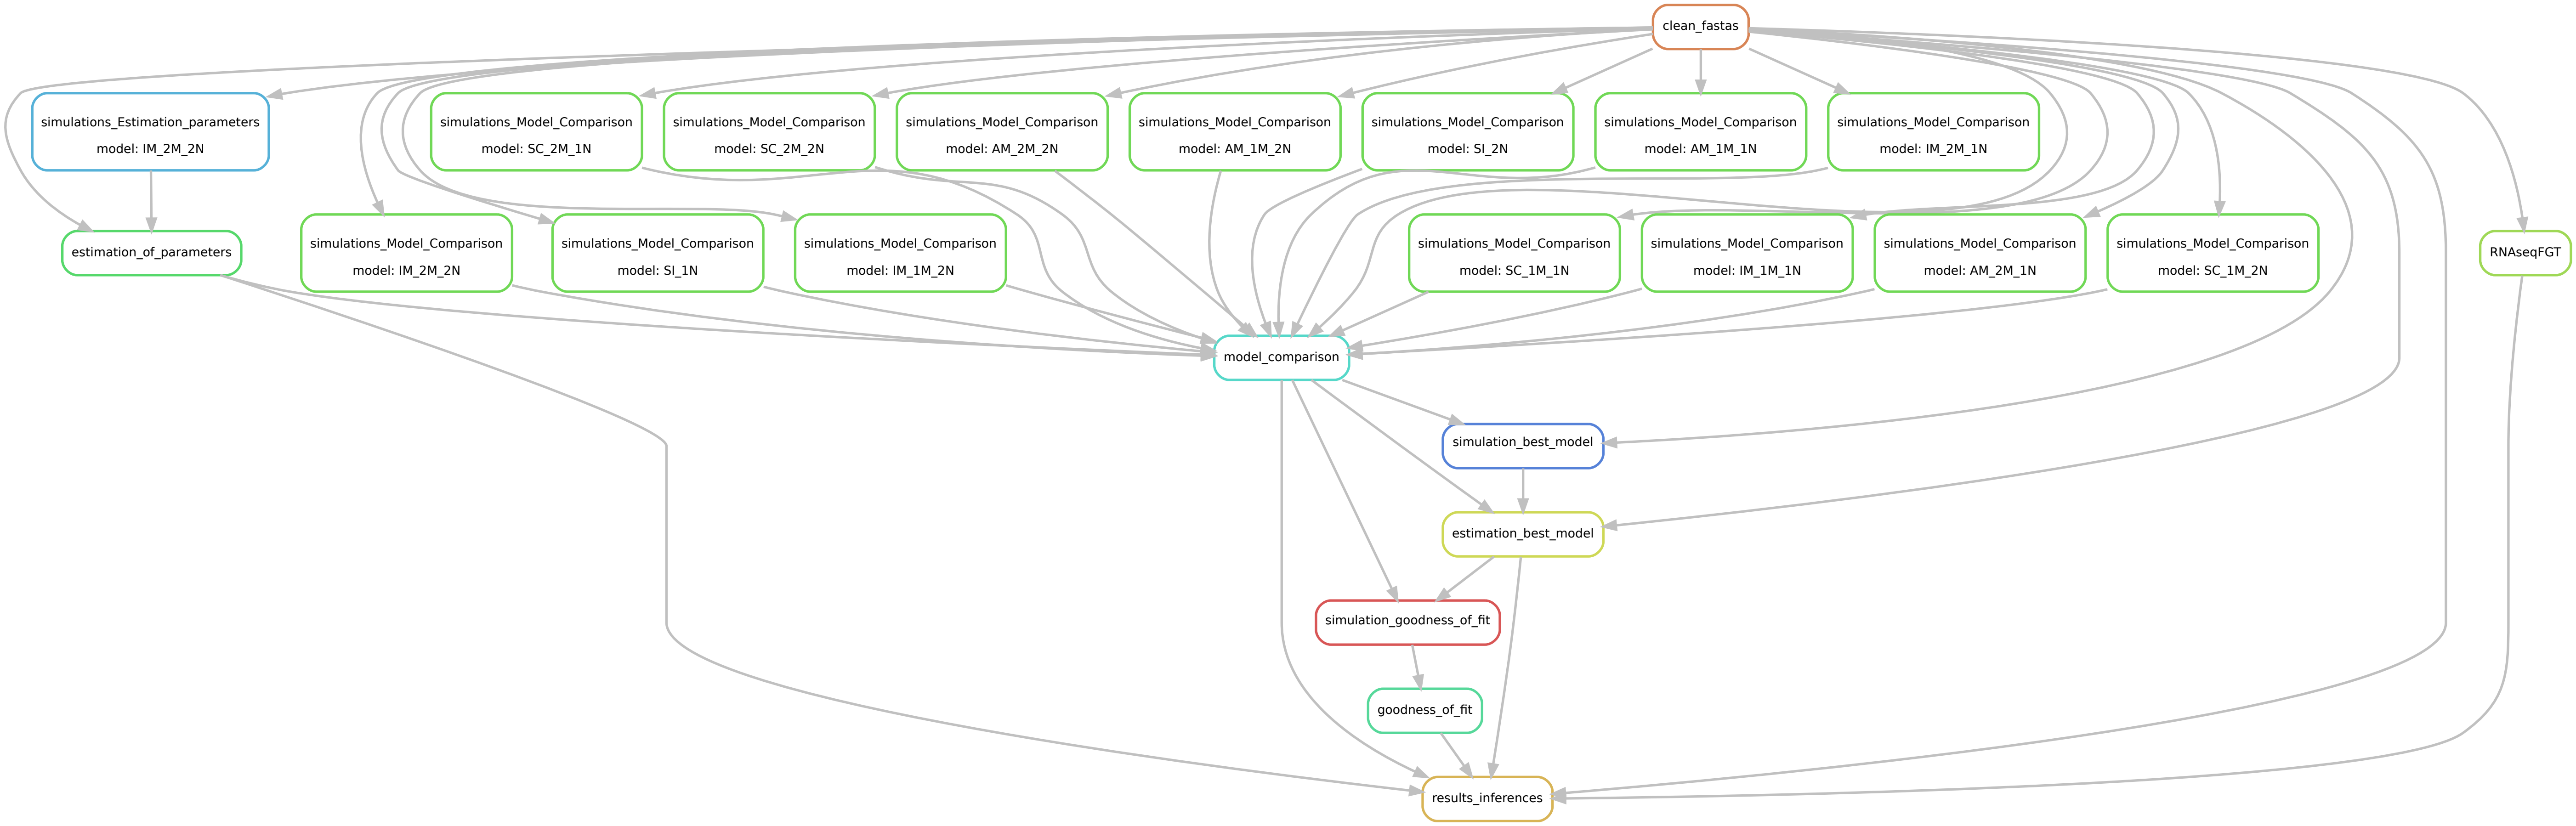 clean_fastas
simulations_Estimation_parameters
model: IM_2M_2N
simulations_Model_Comparison
model: SC_2M_1N
simulations_Model_Comparison
model: SC_2M_2N
simulations_Model_Comparison
model: AM_2M_2N
simulations_Model_Comparison
model: AM_1M_2N
simulations_Model_Comparison
model: SI_2N
simulations_Model_Comparison
model: AM_1M_1N
simulations_Model_Comparison
model: IM_2M_1N
estimation_of_parameters
simulations_Model_Comparison
model: IM_2M_2N
simulations_Model_Comparison
model: SI_1N
simulations_Model_Comparison
model: IM_1M_2N
simulations_Model_Comparison
model: SC_1M_1N
simulations_Model_Comparison
model: IM_1M_1N
simulations_Model_Comparison
model: AM_2M_1N
simulations_Model_Comparison
model: SC_1M_2N
RNAseqFGT
model_comparison
simulation_best_model
estimation_best_model
simulation_goodness_of_fit
goodness_of_fit
results_inferences